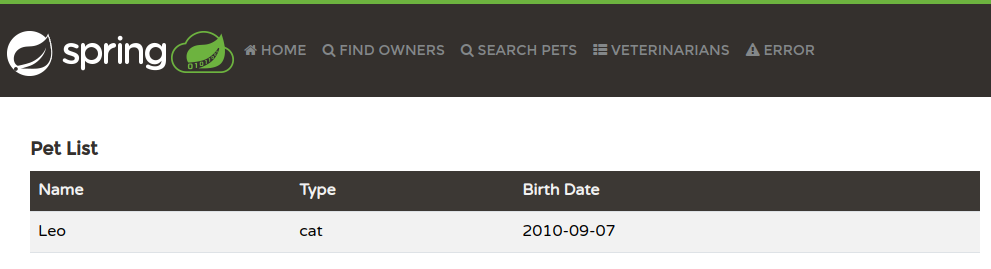 spring HOME FIND OWNERS SEARCH PETS VETERINARIANS ERROR
Pet List
Name Type Birth Date
Leo cat 2010-09-07